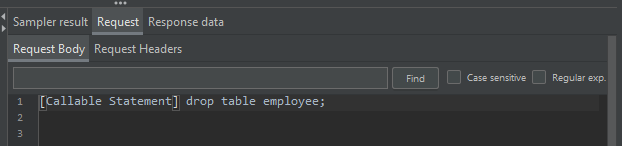 Sampler result Request Response data
Request Body Request Headers
Find Case sensitive Regular exp.
1 [Callable Statement] drop table employee;
2
3